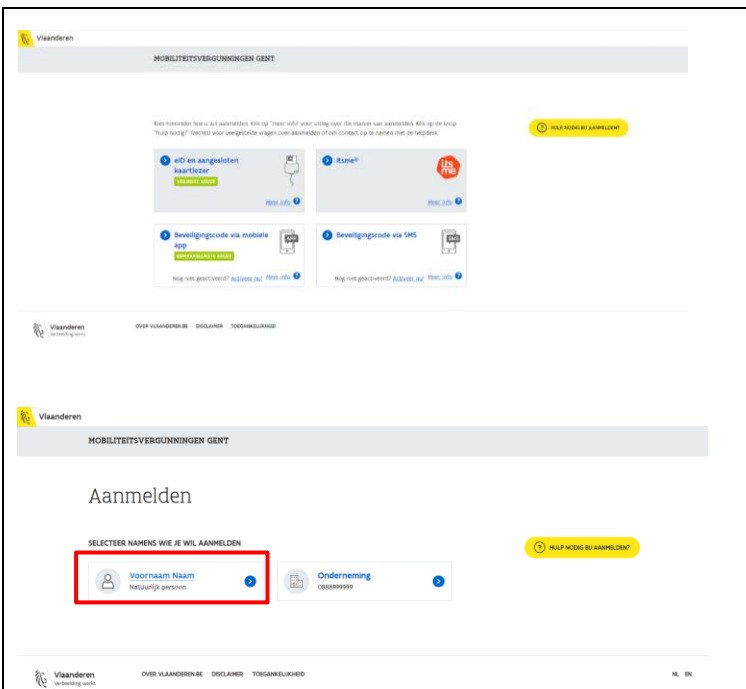 Vlaanderen
MOBILITEITSVERGUNNINGEN GENT
Kies hieronder hoe u wil aanmelden. Klik op "meer info" voor uitleg over die manier van aanmelden. Klik op de knop
"hulp nodig?" (rechts) voor veelgestelde vragen over aanmelden of om contact op te nemen met de helpdesk.
HULP NODIG BIJ AANMELDEN?
eID en aangesloten
kaartlezer
VEILIGSTE KEUZE
Meer info
itsme®
its
me
Meer info
Beveiligingscode via mobiele
app
APP
GEMAKKELIJKSTE KEUZE
Nog niet geactiveerd? Activeer nu! Meer info
Beveiligingscode via SMS
SMS
Nog niet geactiveerd? Activeer nu! Meer info
Vlaanderen
verbeelding werkt
OVER VLAANDEREN.BE DISCLAIMER TOEGANKELIJKHEID
Vlaanderen
MOBILITEITSVERGUNNINGEN GENT
Aanmelden
SELECTEER NAMENS WIE JE WIL AANMELDEN
HULP NODIG BIJ AANMELDEN?
Voornaam Naam
Natuurlijk persoon
Onderneming
0888999999
Vlaanderen
verbeelding werkt
OVER VLAANDEREN.BE DISCLAIMER TOEGANKELIJKHEID
NL EN